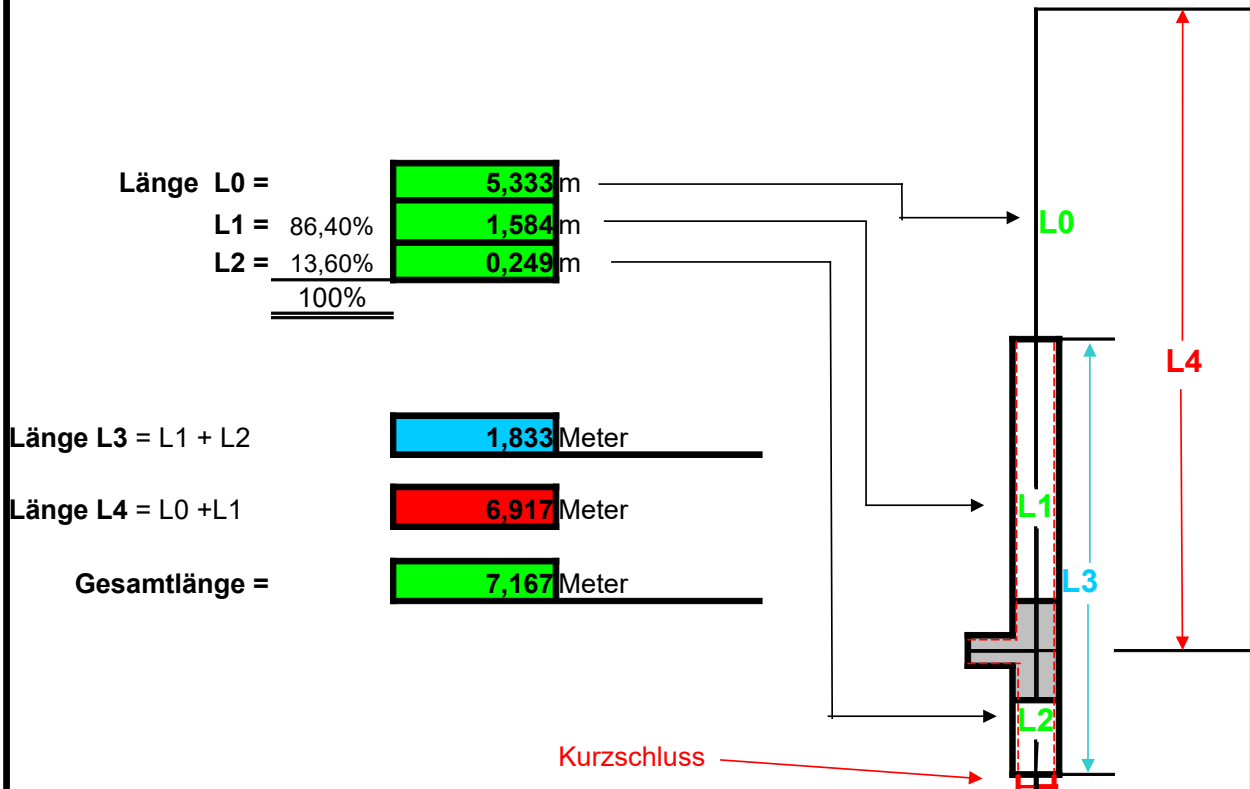 Länge L0 = 5,333 m
L1 = 86,40% 1,584 m
L2 = 13,60% 0,249 m
100%
Länge L3 = L1 + L2 1,833 Meter
Länge L4 = L0 +L1 6,917 Meter
Gesamtlänge = 7,167 Meter
L0
L4
L1
L3
L2
Kurzschluss